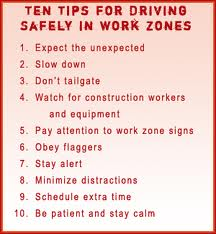 TEN TIPS FOR DRIVING
SAFELY IN WORK ZONES
1. Expect the unexpected
2. Slow down
3. Don't tailgate
4. Watch for construction workers
and equipment
5. Pay attention to work zone signs
6. Obey flaggers
7. Stay alert
8. Minimize distractions
9. Schedule extra time
10. Be patient and stay calm